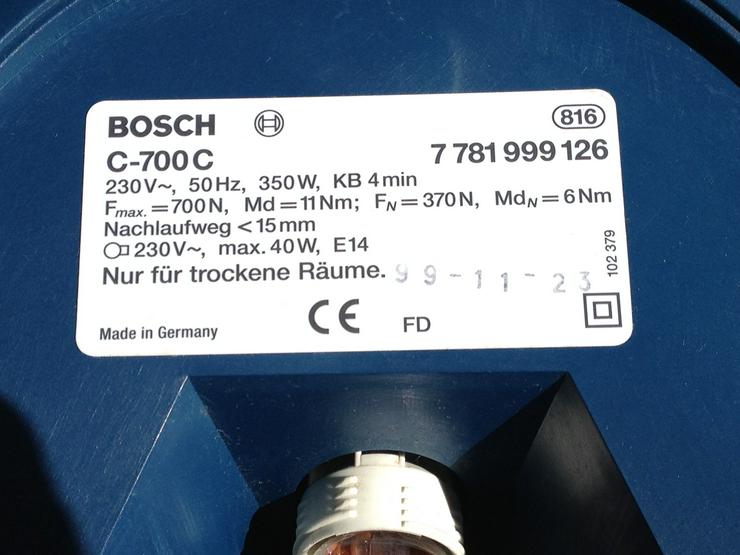 BOSCH
816
C-700 C
7 781 999 126
230V~, 50Hz, 350W, KB 4 min
Fmax. = 700N, Md = 11Nm; FN = 370N, MdN = 6Nm
Nachlaufweg < 15mm
230V~, max. 40W, E14
Nur für trockene Räume. 99-11-23
102 379
Made in Germany
CE
FD